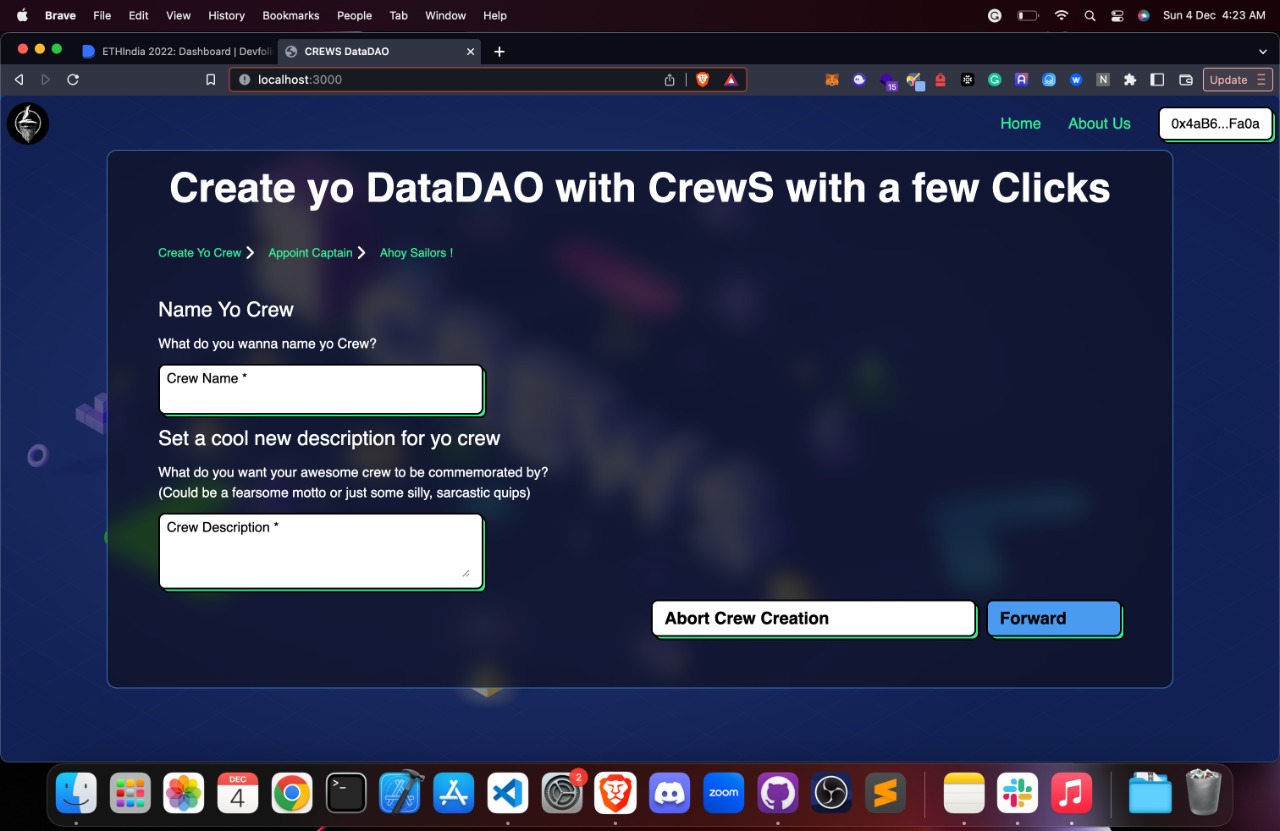 Brave File Edit View History Bookmarks People Tab Window Help Sun 4 Dec 4:23 AM
ETHIndia 2022: Dashboard | Devfoli
CREWS DataDAO
localhost:3000
15
Update
Home About Us 0x4aB6...Fa0a
Create yo DataDAO with CrewS with a few Clicks
Create Yo Crew Appoint Captain Ahoy Sailors !
Name Yo Crew
What do you wanna name yo Crew?
Crew Name *
Set a cool new description for yo crew
What do you want your awesome crew to be commemorated by?
(Could be a fearsome motto or just some silly, sarcastic quips)
Crew Description *
Abort Crew Creation Forward
DEC
4
2
zoom